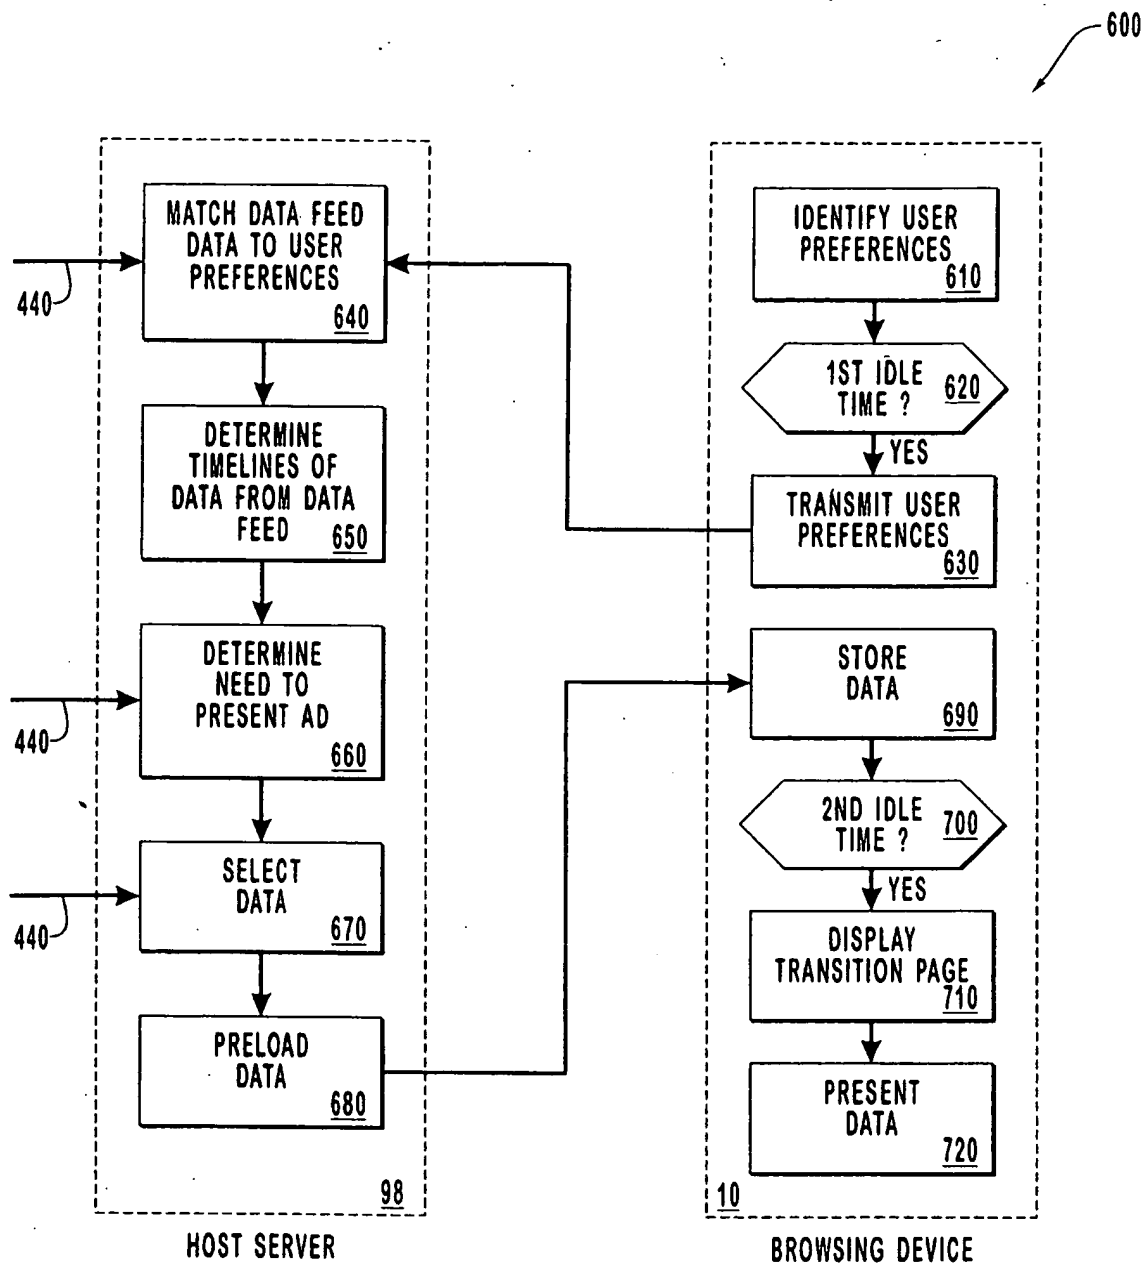 600
MATCH DATA FEED
DATA TO USER
PREFERENCES
640
440
DETERMINE
TIMELINES OF
DATA FROM DATA
FEED
650
DETERMINE
NEED TO
PRESENT AD
660
440
SELECT
DATA
670
440
PRELOAD
DATA
680
98
HOST SERVER
IDENTIFY USER
PREFERENCES
610
1ST IDLE
TIME ?
620
YES
TRANSMIT USER
PREFERENCES
630
STORE
DATA
690
2ND IDLE
TIME ?
700
YES
DISPLAY
TRANSITION PAGE
710
PRESENT
DATA
720
10
BROWSING DEVICE